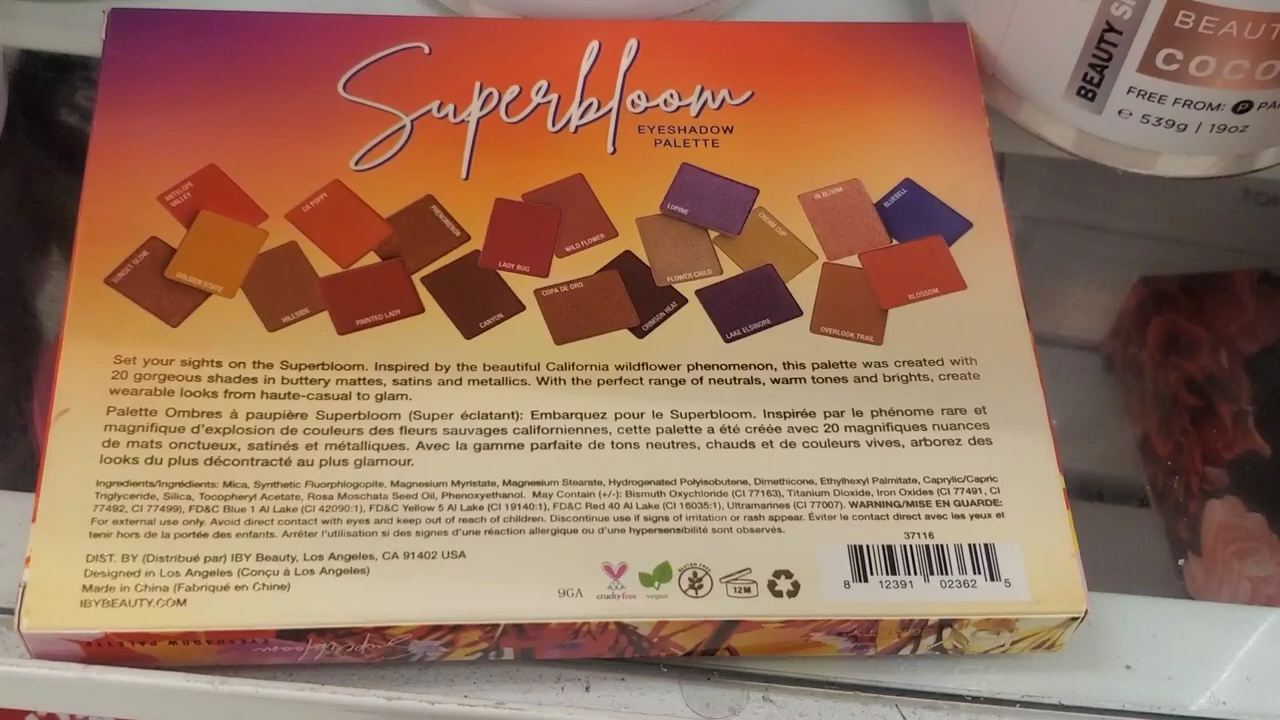 Superbloom
EYESHADOW
PALETTE
ANTELOPE
VALLEY
CA POPPY
PHENOMENON
LADY BUG
WILD FLOWER
LUPINE
CREAM CUP
IN BLOOM
BLUEBELL
SUNSET GLOW
GOLDEN STATE
HILLSIDE
PAINTED LADY
CANYON
COPA DE ORO
CRIMSON HEAT
FLOWER CHILD
LAKE ELSINORE
OVERLOOK TRAIL
BLOSSOM
Set your sights on the Superbloom. Inspired by the beautiful California wildflower phenomenon, this palette was created with
20 gorgeous shades in buttery mattes, satins and metallics. With the perfect range of neutrals, warm tones and brights, create
wearable looks from haute-casual to glam.
Palette Ombres à paupière Superbloom (Super éclatant): Embarquez pour le Superbloom. Inspirée par le phénome rare et
magnifique d'explosion de couleurs des fleurs sauvages californiennes, cette palette a été créée avec 20 magnifiques nuances
de mats onctueux, satinés et métalliques. Avec la gamme parfaite de tons neutres, chauds et de couleurs vives, arborez des
looks du plus décontracté au plus glamour.
Ingredients/Ingrédients: Mica, Synthetic Fluorphlogopite, Magnesium Myristate, Magnesium Stearate, Hydrogenated Polyisobutene, Dimethicone, Ethylhexyl Palmitate, Caprylic/Capric
Triglyceride, Silica, Tocopheryl Acetate, Rosa Moschata Seed Oil, Phenoxyethanol. May Contain (+/-): Bismuth Oxychloride (CI 77163), Titanium Dioxide, Iron Oxides (CI 77491, CI
77492, CI 77499), FD&C Blue 1 Al Lake (CI 42090:1), FD&C Yellow 5 Al Lake (CI 19140:1), FD&C Red 40 Al Lake (CI 16035:1), Ultramarines (CI 77007). WARNING/MISE EN GUARDE:
For external use only. Avoid direct contact with eyes and keep out of reach of children. Discontinue use if signs of irritation or rash appear. Éviter le contact direct avec les yeux et
tenir hors de la portée des enfants. Arrêter l'utilisation si des signes d'une réaction allergique ou d'une hypersensibilité sont observés.
DIST. BY (Distribué par) IBY Beauty, Los Angeles, CA 91402 USA
Designed in Los Angeles (Conçu à Los Angeles)
Made in China (Fabriqué en Chine)
IBYBEAUTY.COM
9GA
crueltyfree
vegan
GLUTEN FREE
12M
37116
8 12391 02362 5
EYESHADOW PALETTE
Superbloom
BEAUTY
BEAUT
COCO
FREE FROM: P PA
e 539g | 19oz